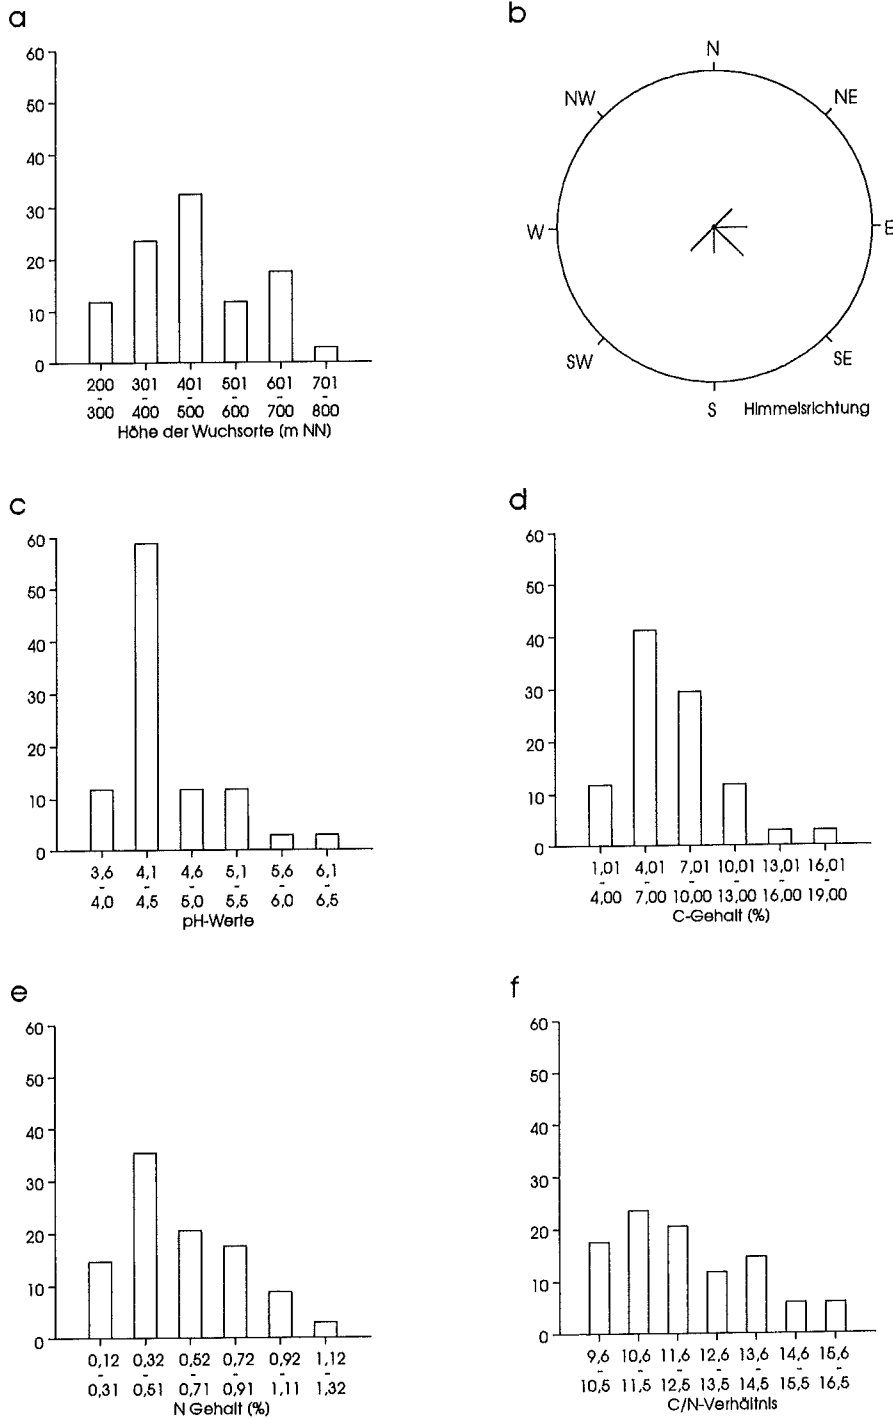 a
60
50
40
30
20
10
0
200 301 401 501 601 701
- - - - - -
300 400 500 600 700 800
Höhe der Wuchsorte (m NN)
b
N
NW NE
W E
SW SE
S Himmelsrichtung
c
60
50
40
30
20
10
0
3,6 4,1 4,6 5,1 5,6 6,1
- - - - - -
4,0 4,5 5,0 5,5 6,0 6,5
pH-Werte
d
60
50
40
30
20
10
0
1,01 4,01 7,01 10,01 13,01 16,01
- - - - - -
4,00 7,00 10,00 13,00 16,00 19,00
C-Gehalt (%)
e
60
50
40
30
20
10
0
0,12 0,32 0,52 0,72 0,92 1,12
- - - - - -
0,31 0,51 0,71 0,91 1,11 1,32
N Gehalt (%)
f
60
50
40
30
20
10
0
9,6 10,6 11,6 12,6 13,6 14,6 15,6
- - - - - - -
10,5 11,5 12,5 13,5 14,5 15,5 16,5
C/N-Verhältnis